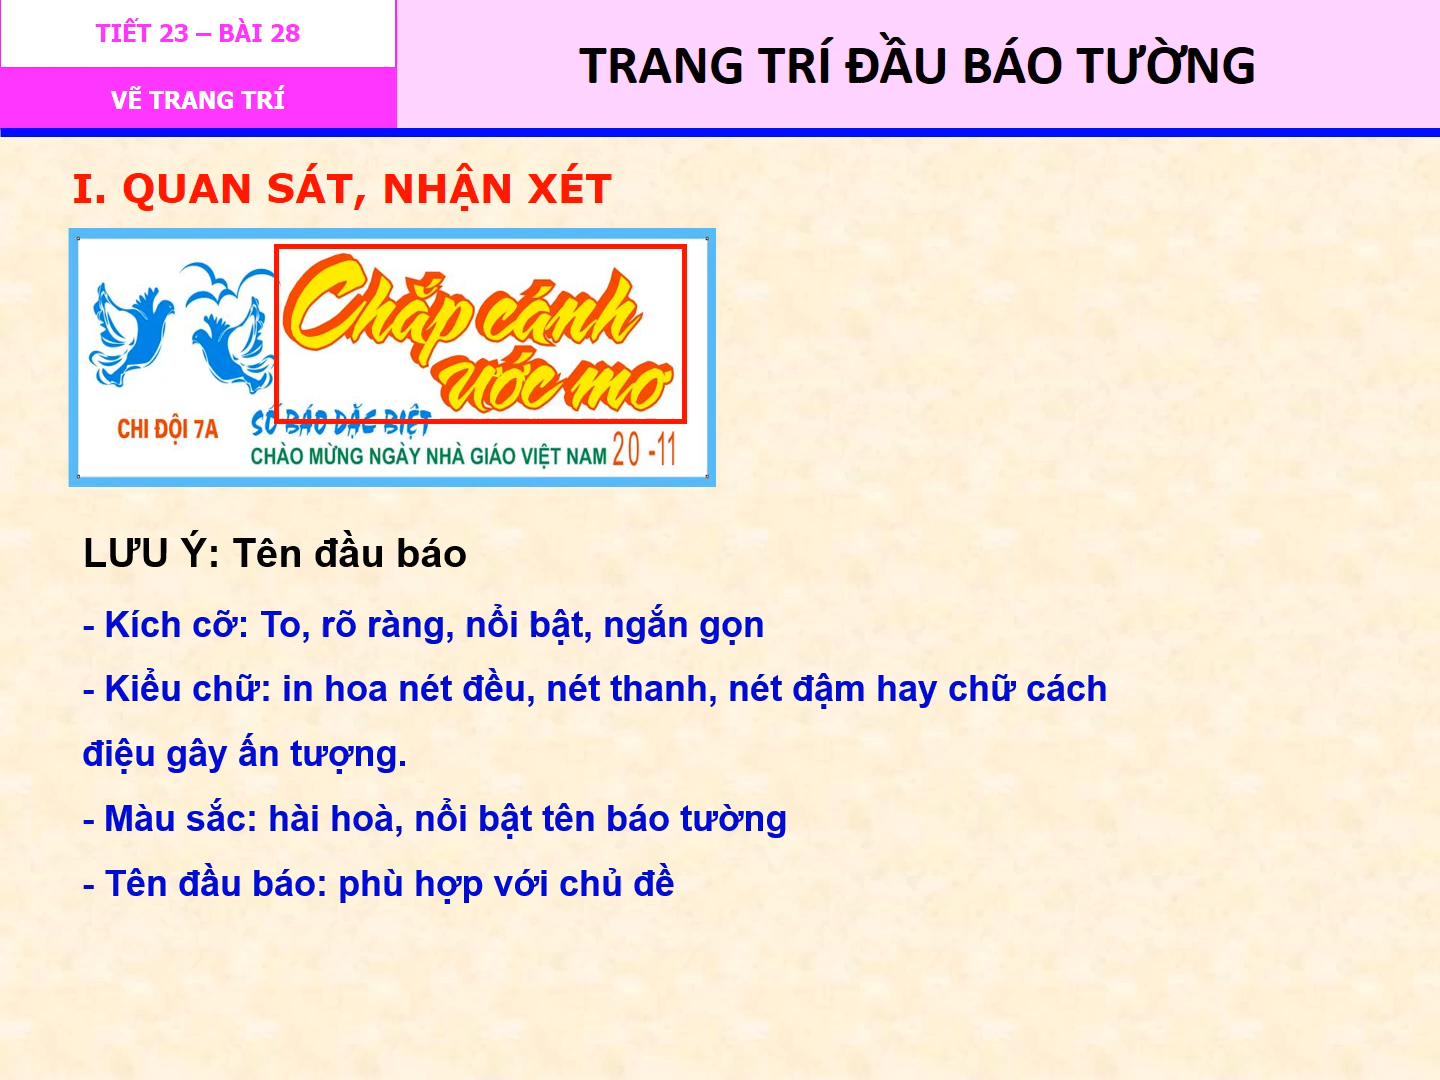 TIẾT 23 – BÀI 28
VẼ TRANG TRÍ
TRANG TRÍ ĐẦU BÁO TƯỜNG
I. QUAN SÁT, NHẬN XÉT
Chắp cánh
ước mơ
CHI ĐỘI 7A
SỐ BÁO ĐẶC BIỆT
CHÀO MỪNG NGÀY NHÀ GIÁO VIỆT NAM 20 -11
LƯU Ý: Tên đầu báo
- Kích cỡ: To, rõ ràng, nổi bật, ngắn gọn
- Kiểu chữ: in hoa nét đều, nét thanh, nét đậm hay chữ cách
điệu gây ấn tượng.
- Màu sắc: hài hoà, nổi bật tên báo tường
- Tên đầu báo: phù hợp với chủ đề